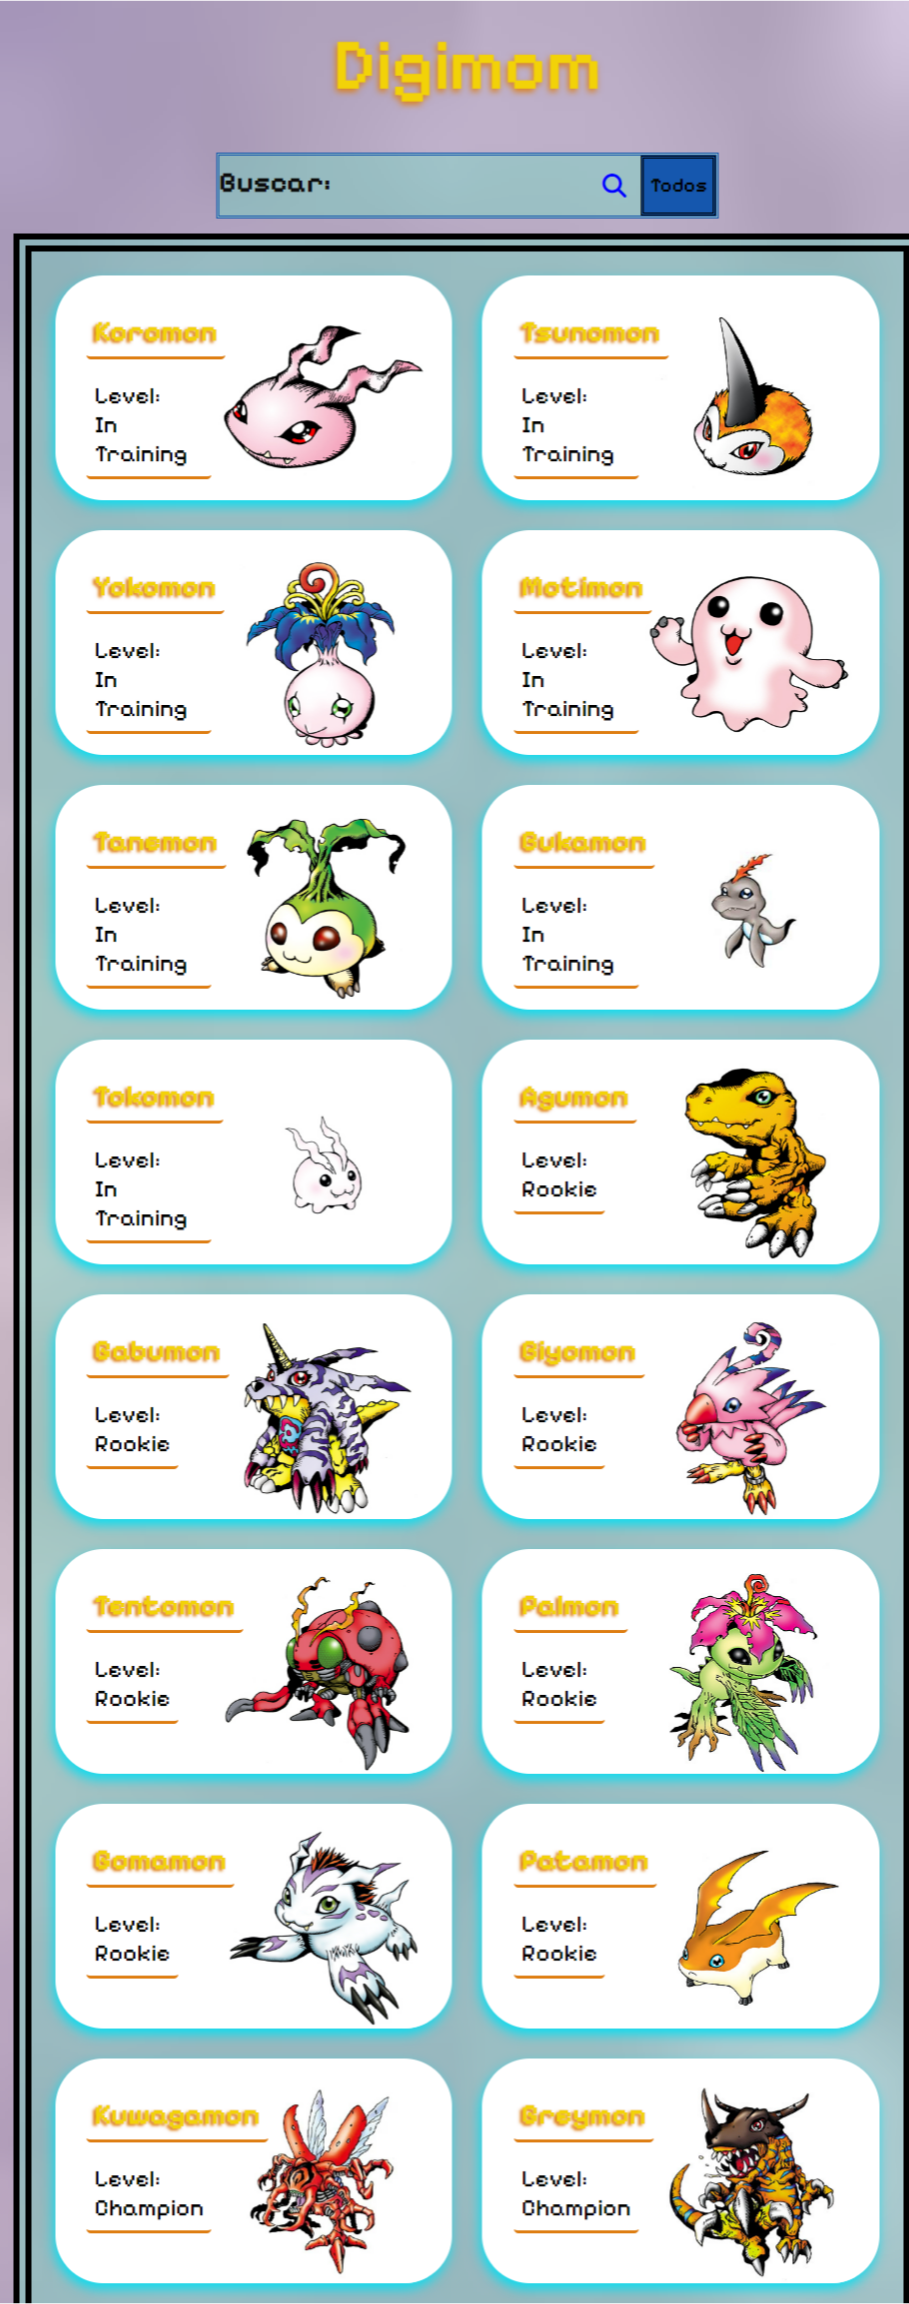 Digimom
Buscar:
Todos
Koromon
Level:
In
Training
Tsunomon
Level:
In
Training
Yokomon
Level:
In
Training
Motimon
Level:
In
Training
Tanemon
Level:
In
Training
Bukamon
Level:
In
Training
Tokomon
Level:
In
Training
Agumon
Level:
Rookie
Gabumon
Level:
Rookie
Biyomon
Level:
Rookie
Tentomon
Level:
Rookie
Palmon
Level:
Rookie
Gomamon
Level:
Rookie
Patamon
Level:
Rookie
Kuwagamon
Level:
Champion
Greymon
Level:
Champion